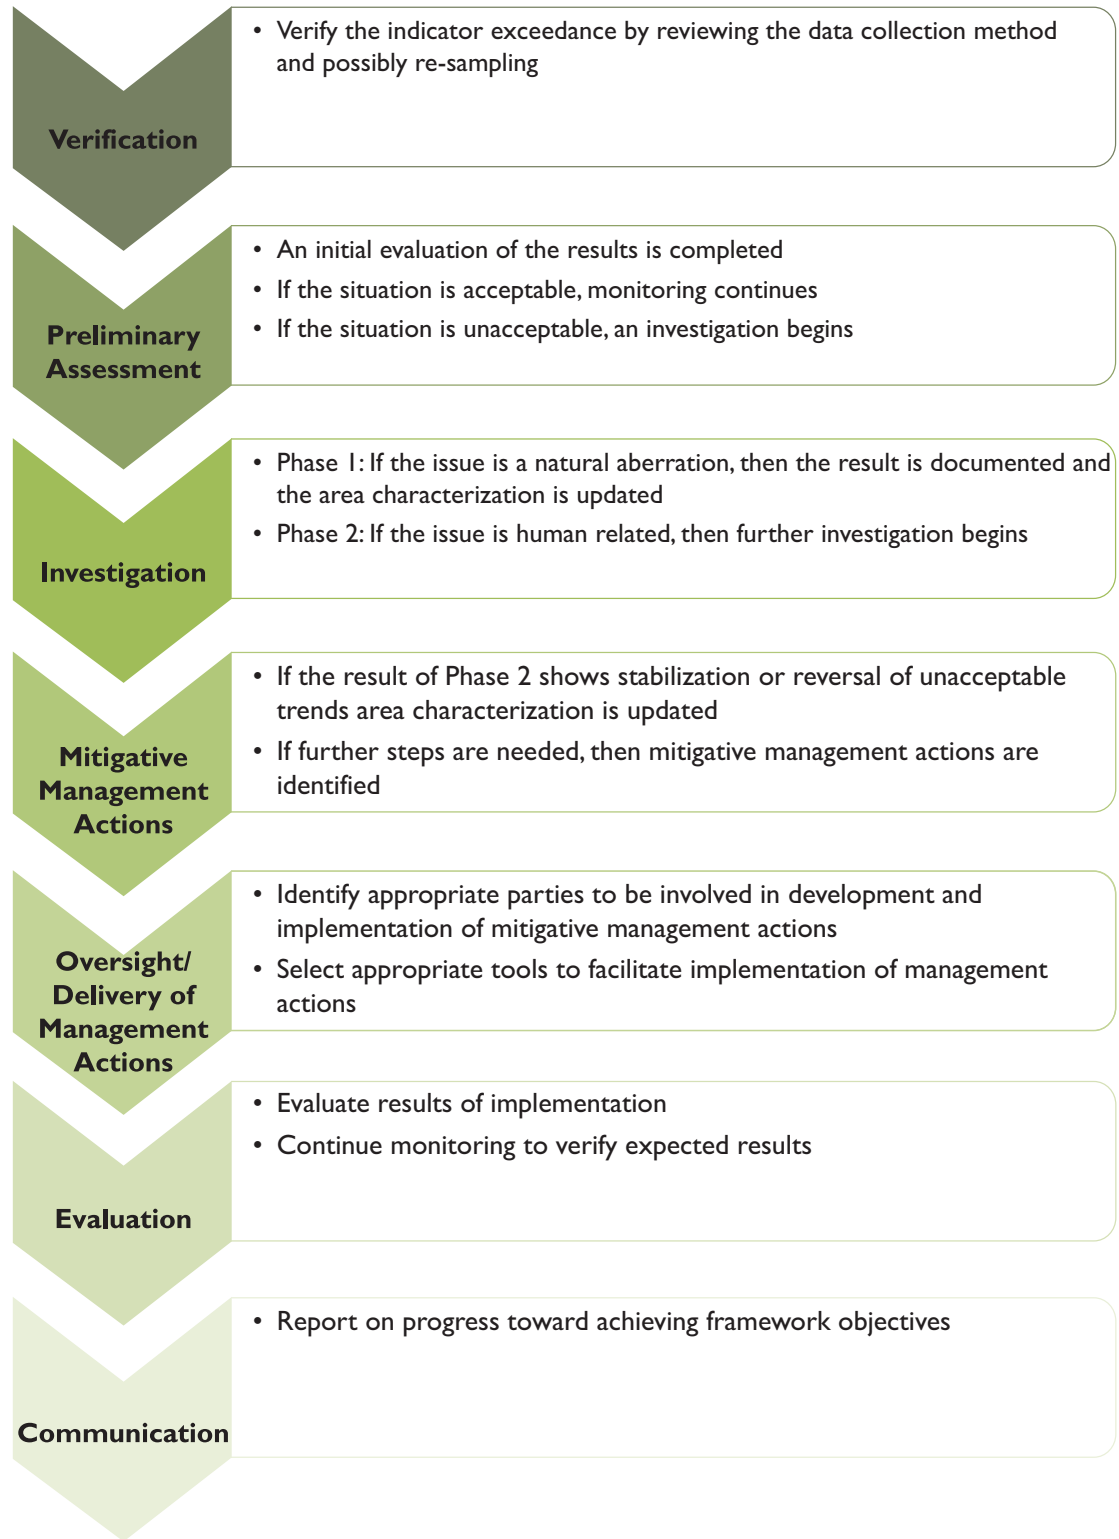 • Verify the indicator exceedance by reviewing the data collection method
and possibly re-sampling
Verification
• An initial evaluation of the results is completed
• If the situation is acceptable, monitoring continues
• If the situation is unacceptable, an investigation begins
Preliminary
Assessment
• Phase 1: If the issue is a natural aberration, then the result is documented and
the area characterization is updated
• Phase 2: If the issue is human related, then further investigation begins
Investigation
• If the result of Phase 2 shows stabilization or reversal of unacceptable
trends area characterization is updated
• If further steps are needed, then mitigative management actions are
identified
Mitigative
Management
Actions
• Identify appropriate parties to be involved in development and
implementation of mitigative management actions
• Select appropriate tools to facilitate implementation of management
actions
Oversight/
Delivery of
Management
Actions
• Evaluate results of implementation
• Continue monitoring to verify expected results
Evaluation
• Report on progress toward achieving framework objectives
Communication